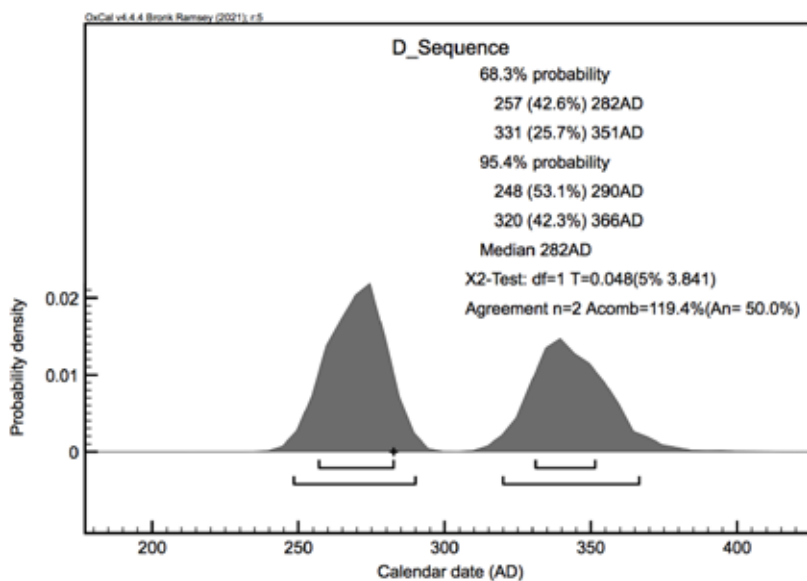 OxCal v4.4.4 Bronk Ramsey (2021); r:5
D_Sequence
68.3% probability
257 (42.6%) 282AD
331 (25.7%) 351AD
95.4% probability
248 (53.1%) 290AD
320 (42.3%) 366AD
Median 282AD
X2-Test: df=1 T=0.048(5% 3.841)
Agreement n=2 Acomb=119.4%(An= 50.0%)
Probability density
0.02
0.01
0
200 250 300 350 400
Calendar date (AD)